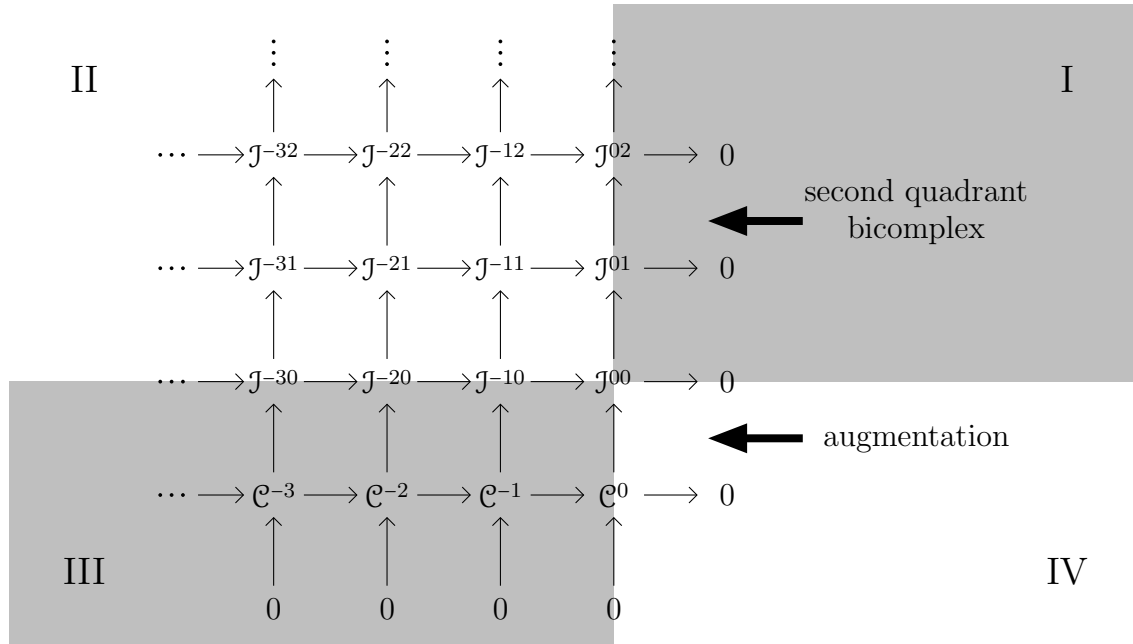 II
I
⋮ ⋮ ⋮ ⋮
⋯ 𝒥⁻³² 𝒥⁻²² 𝒥⁻¹² 𝒥⁰² 0
second quadrant
bicomplex
⋯ 𝒥⁻³¹ 𝒥⁻²¹ 𝒥⁻¹¹ 𝒥⁰¹ 0
⋯ 𝒥⁻³⁰ 𝒥⁻²⁰ 𝒥⁻¹⁰ 𝒥⁰⁰ 0
augmentation
⋯ 𝒞⁻³ 𝒞⁻² 𝒞⁻¹ 𝒞⁰ 0
III
IV
0 0 0 0